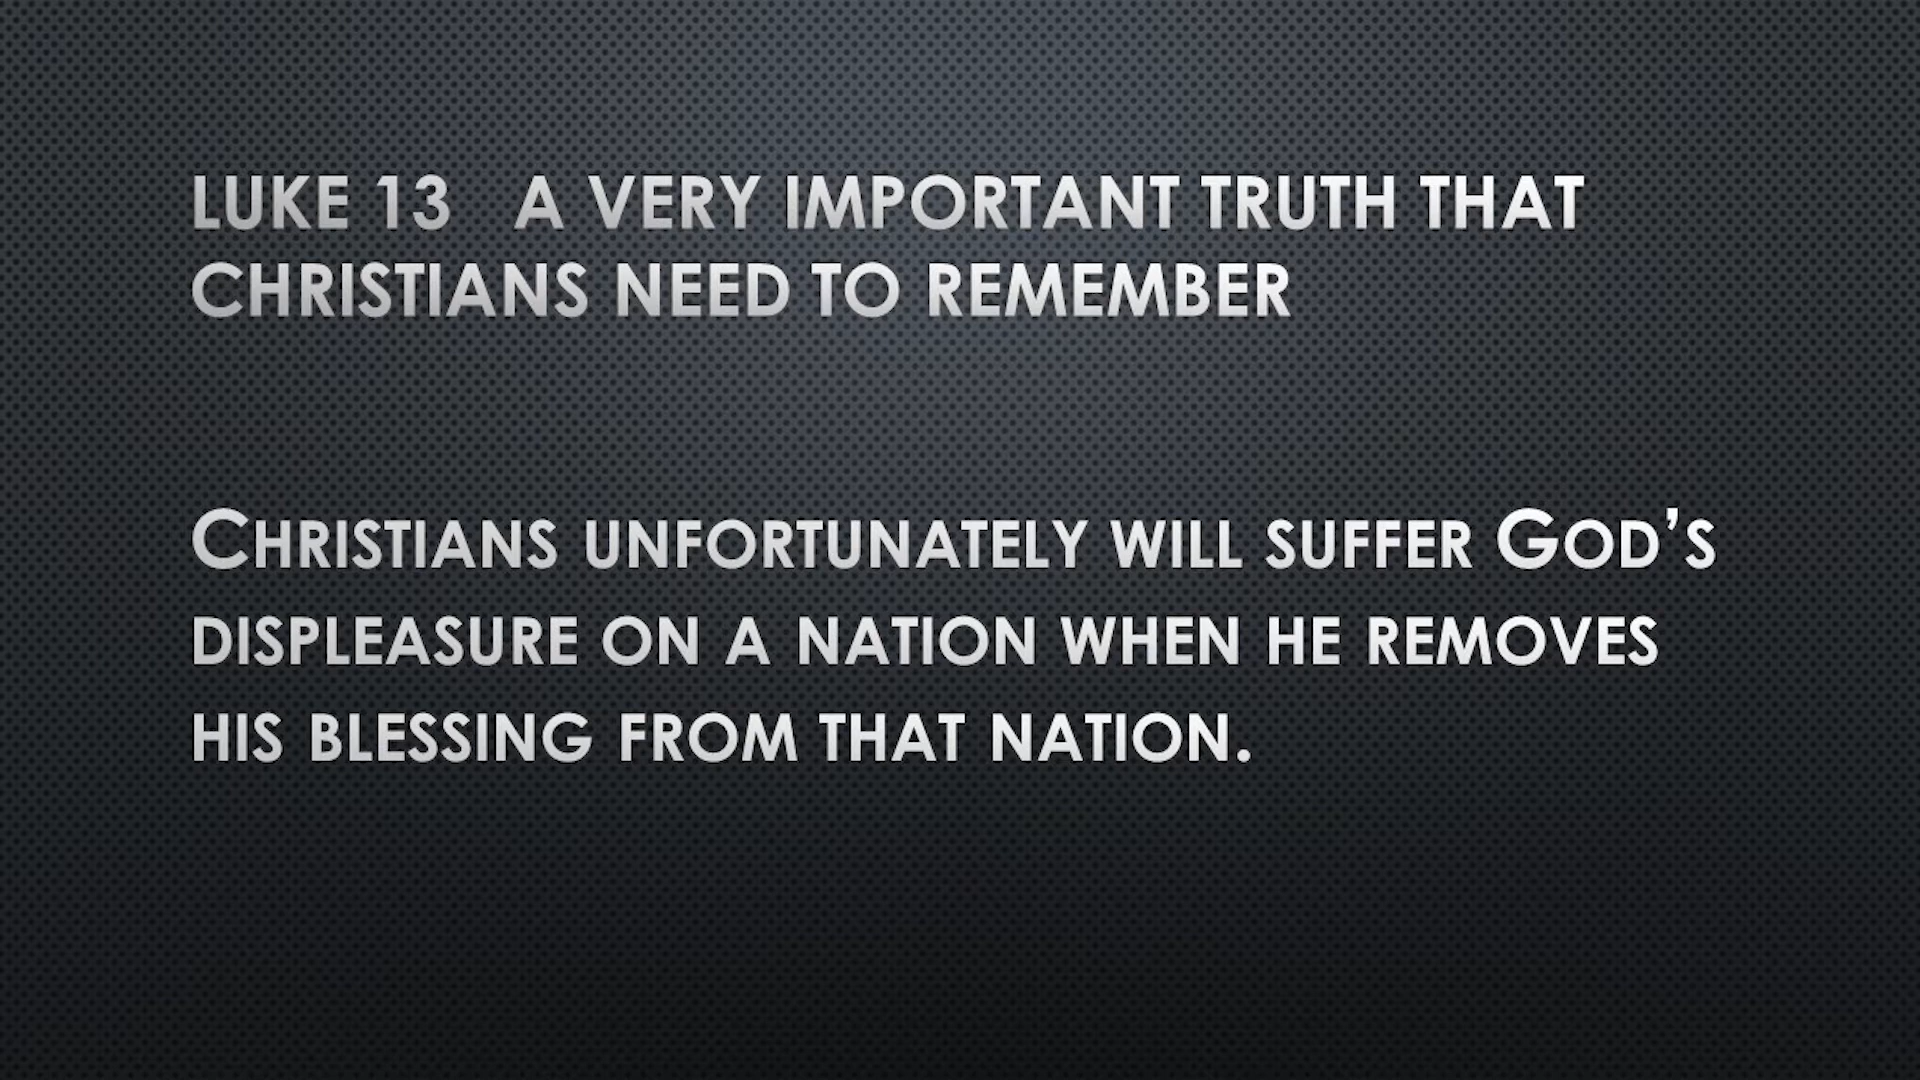 LUKE 13 A VERY IMPORTANT TRUTH THAT
CHRISTIANS NEED TO REMEMBER
CHRISTIANS UNFORTUNATELY WILL SUFFER GOD’S
DISPLEASURE ON A NATION WHEN HE REMOVES
HIS BLESSING FROM THAT NATION.